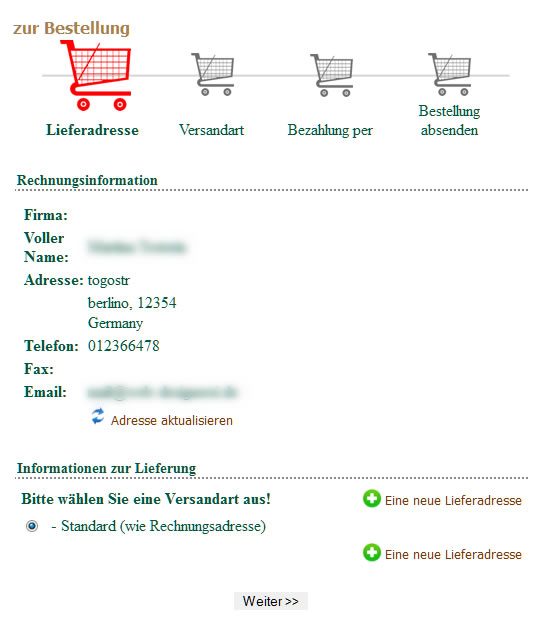 zur Bestellung
Lieferadresse
Versandart
Bezahlung per
Bestellung
absenden
Rechnungsinformation
Firma:
Voller
Name:
Adresse: togostr
berlino, 12354
Germany
Telefon: 012366478
Fax:
Email:
Adresse aktualisieren
Informationen zur Lieferung
Bitte wählen Sie eine Versandart aus!
Eine neue Lieferadresse
- Standard (wie Rechnungsadresse)
Eine neue Lieferadresse
Weiter >>